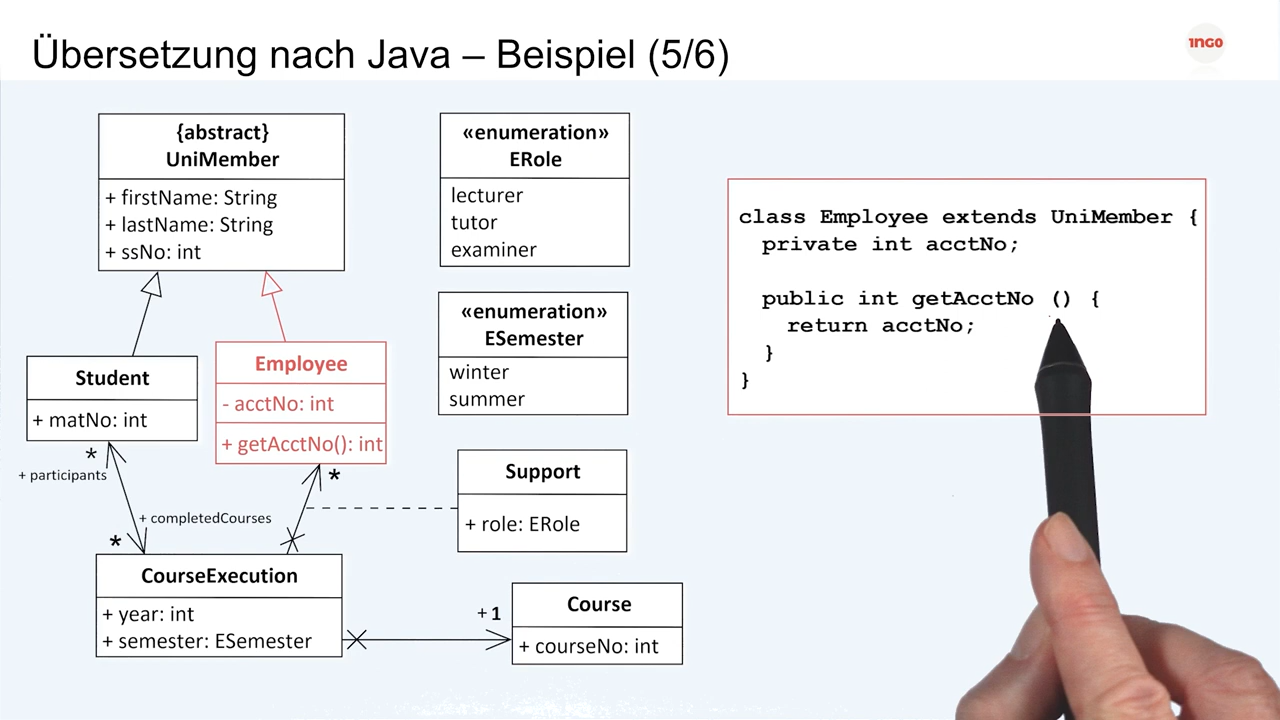 Übersetzung nach Java – Beispiel (5/6)
1NGO
{abstract}
UniMember
+ firstName: String
+ lastName: String
+ ssNo: int
«enumeration»
ERole
lecturer
tutor
examiner
«enumeration»
ESemester
winter
summer
Student
+ matNo: int
Employee
- acctNo: int
+ getAcctNo(): int
*
+ participants
*
+ completedCourses
*
Support
+ role: ERole
CourseExecution
+ year: int
+ semester: ESemester
+ 1
Course
+ courseNo: int
class Employee extends UniMember {
private int acctNo;
public int getAcctNo () {
return acctNo;
}
}